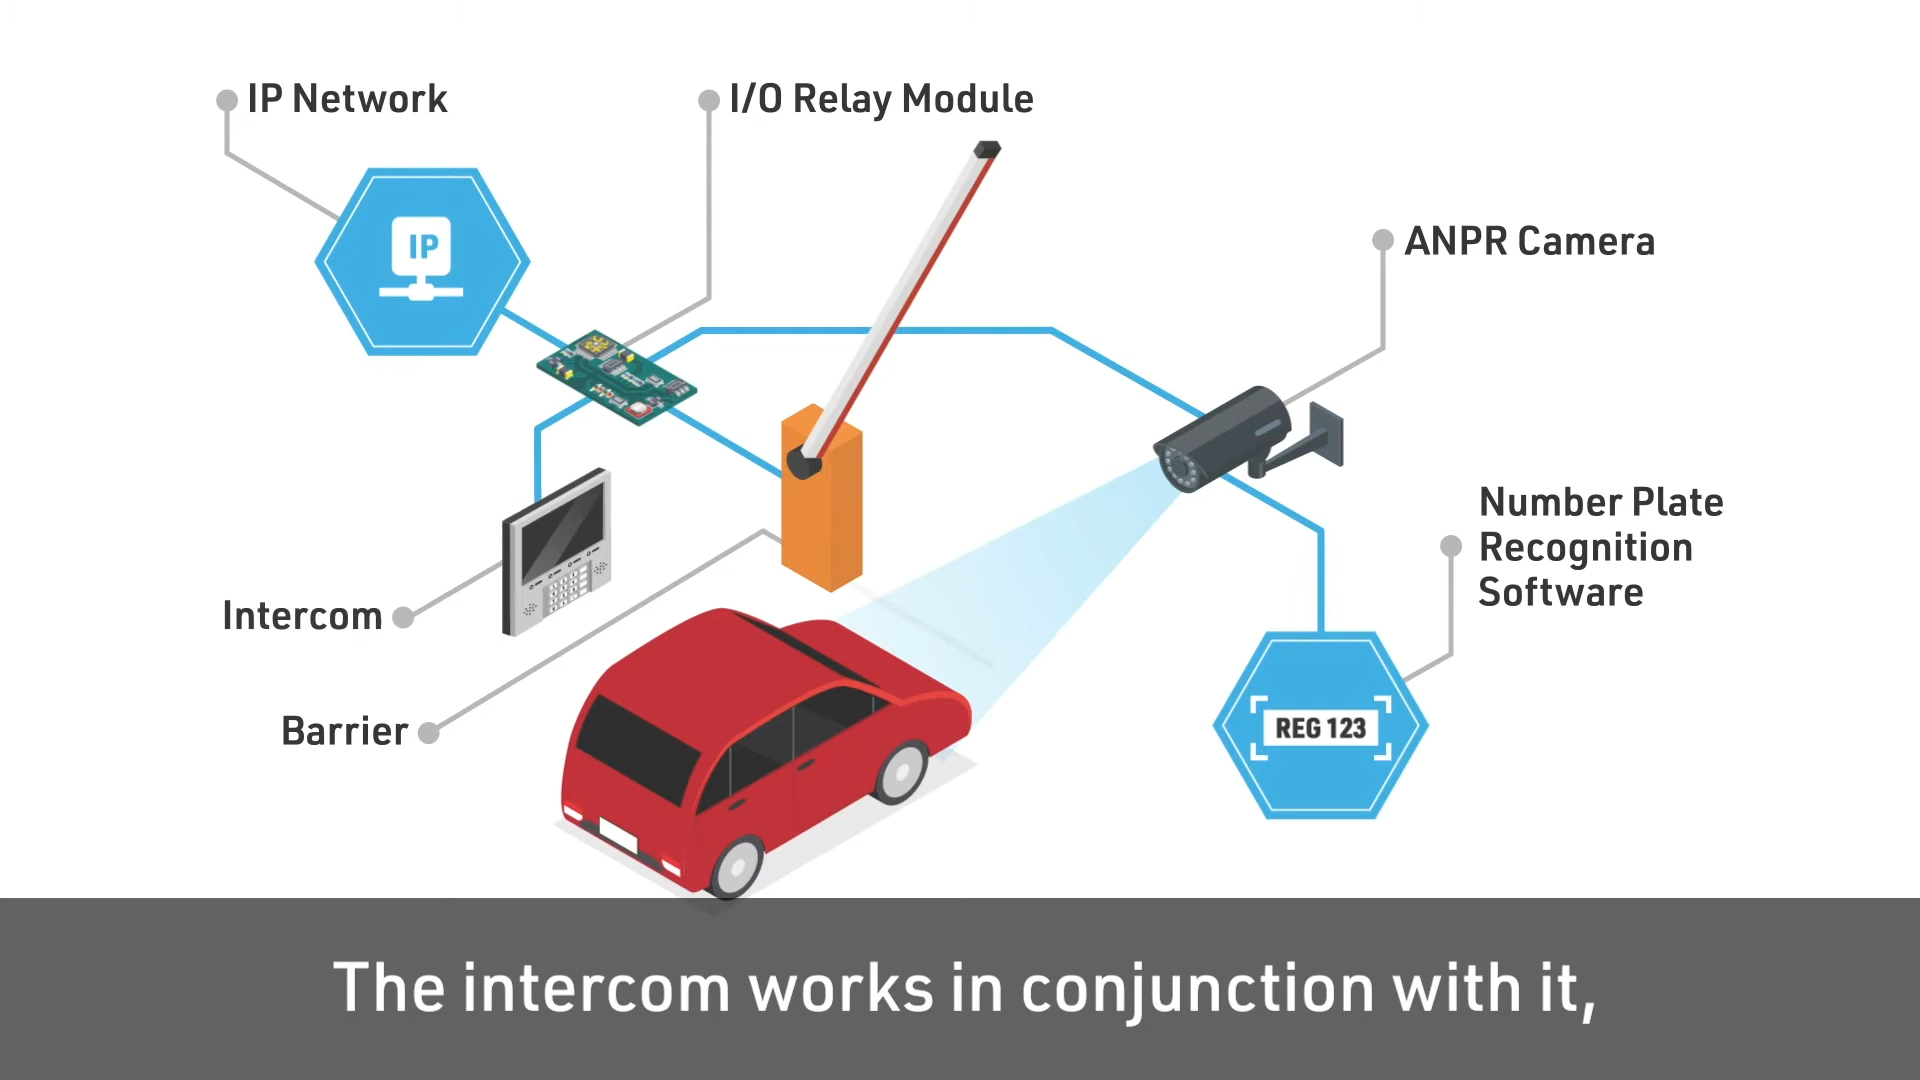 IP Network
I/O Relay Module
IP
ANPR Camera
Number Plate
Recognition
Software
Intercom
Barrier
REG 123
The intercom works in conjunction with it,